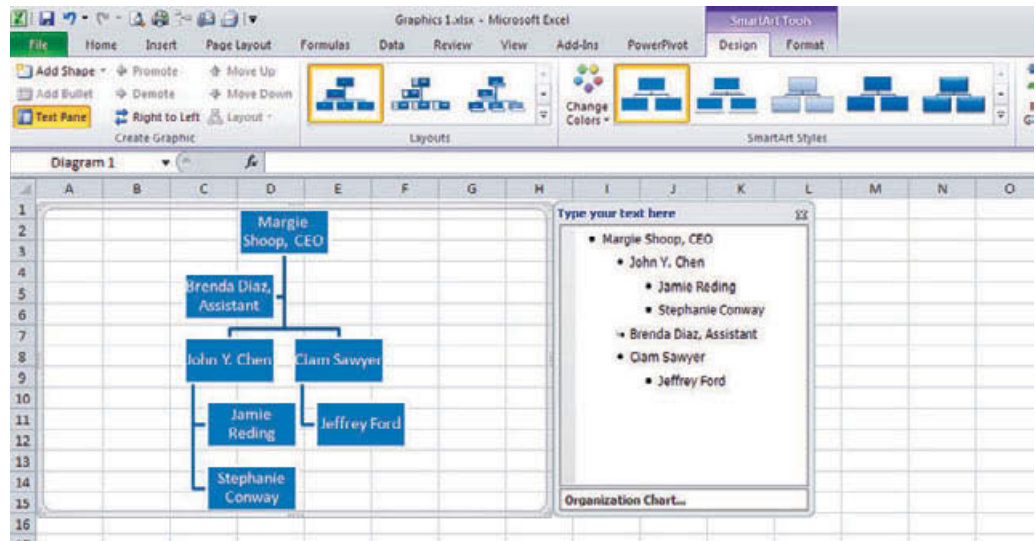 Graphics 1.xlsx - Microsoft Excel
SmartArt Tools
File Home Insert Page Layout Formulas Data Review View Add-Ins PowerPivot Design Format
Add Shape Promote Move Up
Add Bullet Demote Move Down
Text Pane Right to Left Layout
Create Graphic
Layouts
Change
Colors
SmartArt Styles
G
Diagram 1
fx
A B C D E F G H I J K L M N O
1
2
3
4
5
6
7
8
9
10
11
12
13
14
15
16
Margie
Shoop, CEO
Brenda Diaz,
Assistant
John Y. Chen
Ciam Sawyer
Jamie
Reding
Jeffrey Ford
Stephanie
Conway
Type your text here
Margie Shoop, CEO
John Y. Chen
Jamie Reding
Stephanie Conway
Brenda Diaz, Assistant
Ciam Sawyer
Jeffrey Ford
Organization Chart...